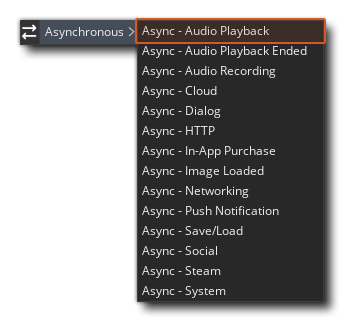 Asynchronous > Async - Audio Playback
Async - Audio Playback Ended
Async - Audio Recording
Async - Cloud
Async - Dialog
Async - HTTP
Async - In-App Purchase
Async - Image Loaded
Async - Networking
Async - Push Notification
Async - Save/Load
Async - Social
Async - Steam
Async - System